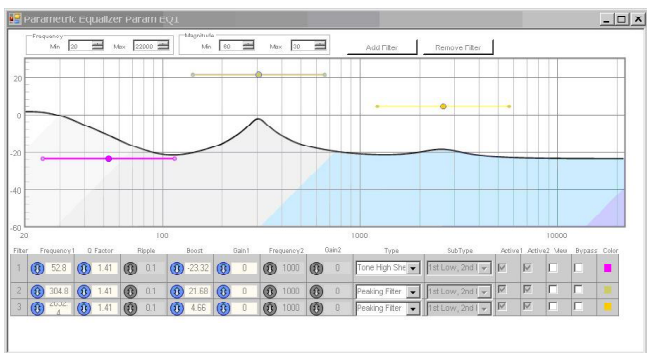 Parametric Equalizer Param EQ1
Frequency Magnitude
Min 20 Max 22000 Min 60 Max 30 Add Filter Remove Filter
20
0
-20
-40
-60
20 100 1000 10000
Filter Frequency1 Q Factor Ripple Boost Gain1 Frequency2 Gain2 Type SubType Active1 Active2 View Bypass Color
1 52.8 1.41 0.1 -23.32 0 1000 0 Tone High She 1st Low, 2nd
2 304.8 1.41 0.1 21.68 0 1000 0 Peaking Filter 1st Low, 2nd
3 1.41 0.1 4.66 0 1000 0 Peaking Filter 1st Low, 2nd